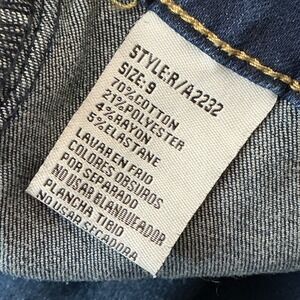 STYLER/A2232
SIZE:9
70%COTTON
21%POLYESTER
4%RAYON
5%ELASTANE
LAVAR EN FRIO
COLORES OBSUROS
POR SEPARADO
NO USAR BLANQUEADOR
PLANCHA TIBIO
NO USAR SECADORA